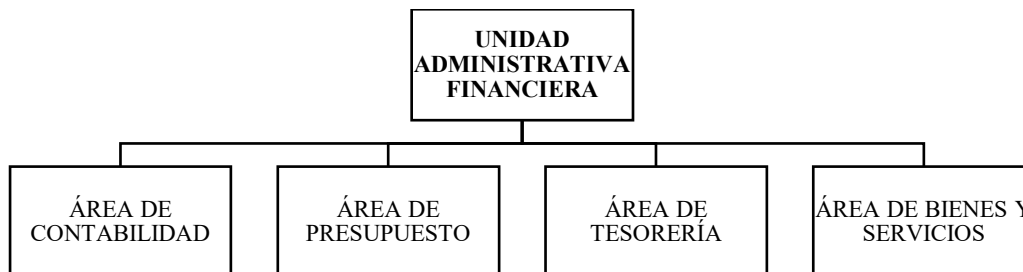 UNIDAD
ADMINISTRATIVA
FINANCIERA
ÁREA DE
CONTABILIDAD
ÁREA DE
PRESUPUESTO
ÁREA DE
TESORERÍA
ÁREA DE BIENES Y
SERVICIOS